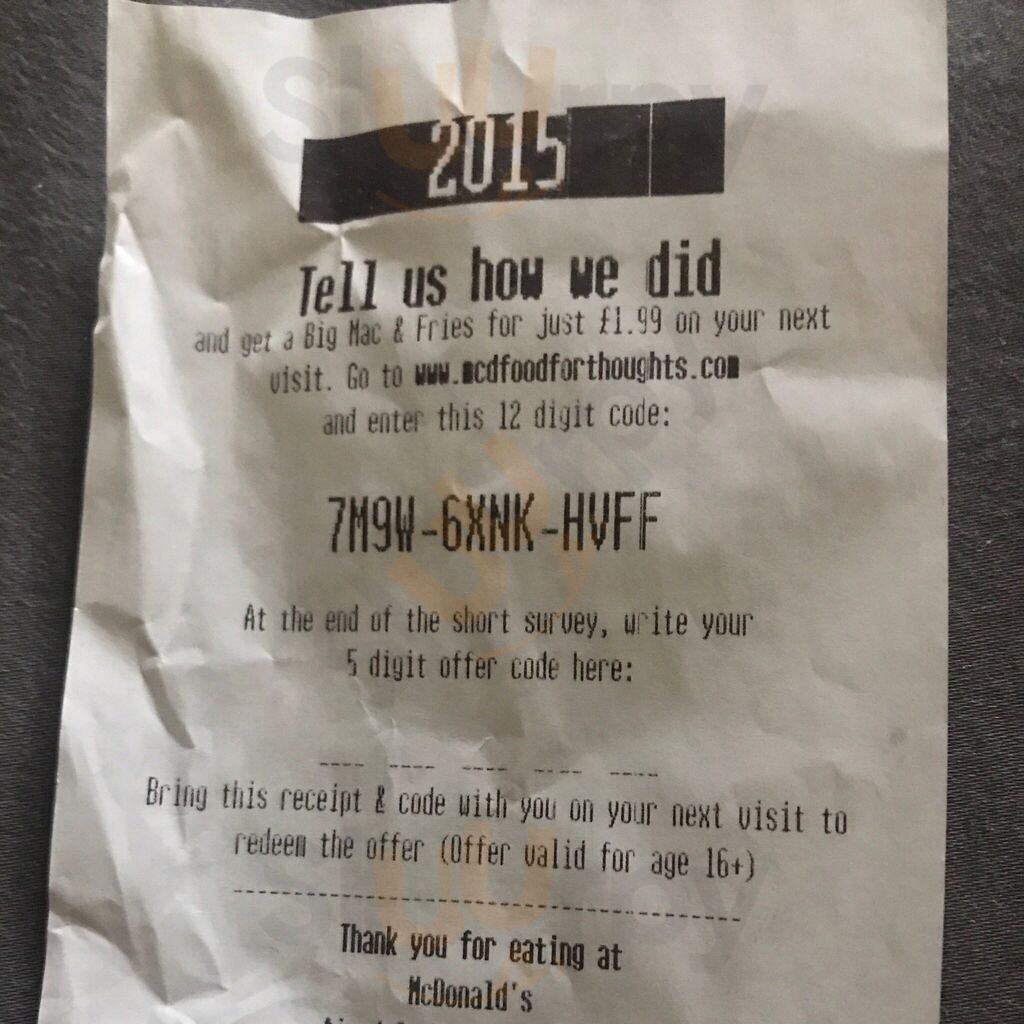 2015
Tell us how we did
and get a Big Mac & Fries for just £1.99 on your next
visit. Go to www.mcdfoodforthoughts.com
and enter this 12 digit code:
7M9W-6XNK-HVFF
At the end of the short survey, write your
5 digit offer code here:
Bring this receipt & code with you on your next visit to
redeem the offer (Offer valid for age 16+)
Thank you for eating at
McDonald's
Slurrpy
Slurrpy
Slurrpy